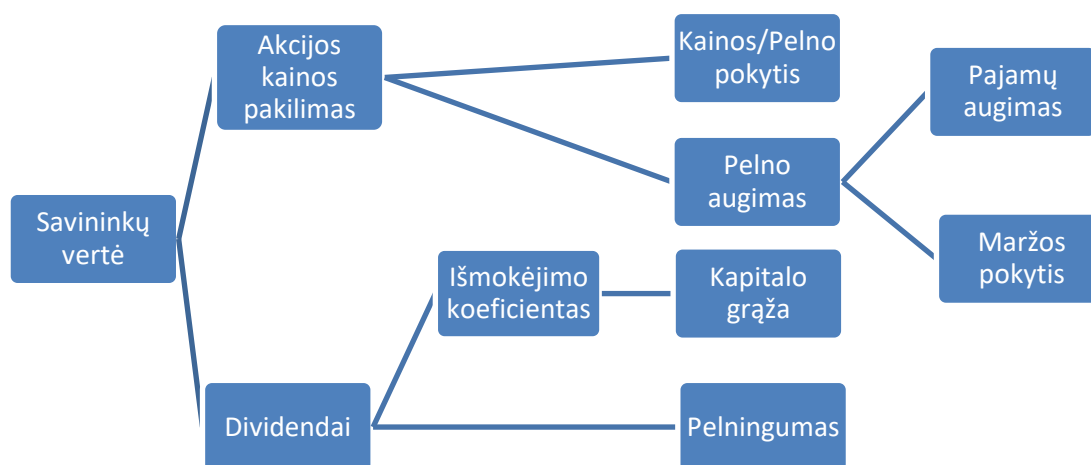 Akcijos
kainos
pakilimas
Kainos/Pelno
pokytis
Pajamų
augimas
Pelno
augimas
Savininkų
vertė
Maržos
pokytis
Išmokėjimo
koeficientas
Kapitalo
grąža
Dividendai
Pelningumas